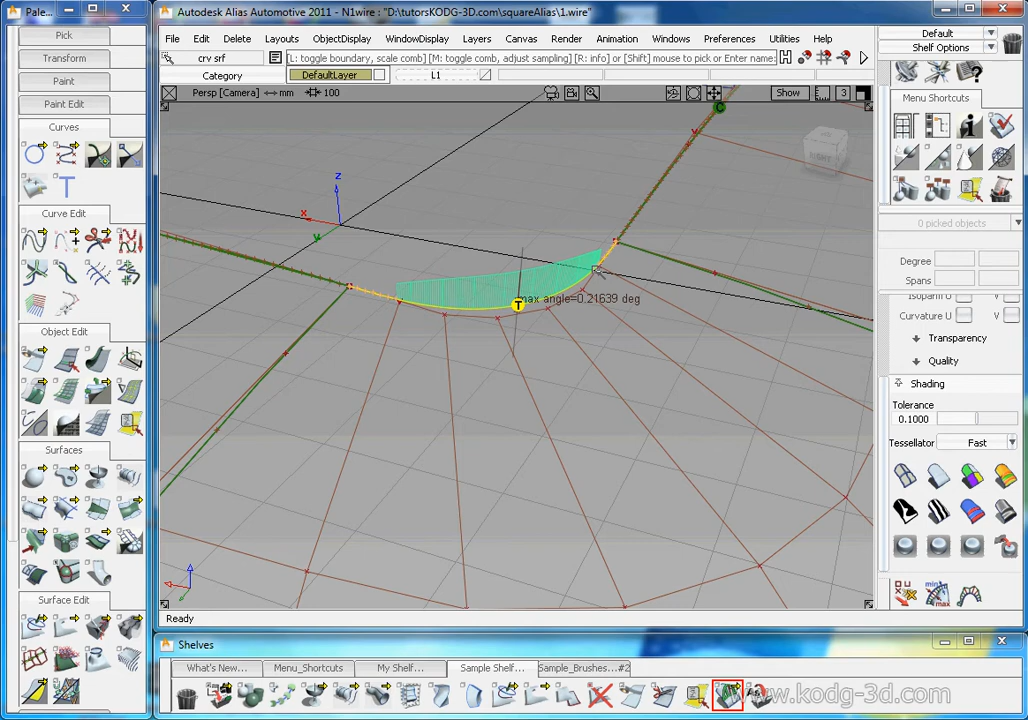 Pale...
Pick
Transform
Paint
Paint Edit
Curves
Curve Edit
Object Edit
Surfaces
Surface Edit
Autodesk Alias Automotive 2011 - N1wire : "D:\tutorsKODG-3D.com\squareAlias\1.wire"
File Edit Delete Layouts ObjectDisplay WindowDisplay Layers Canvas Render Animation Windows Preferences Utilities Help
crv srf
[L: toggle boundary, scale comb] [M: toggle comb, adjust sampling] [R: info] or [Shift] mouse to pick or Enter name:
Category
DefaultLayer
L1
Persp [Camera] mm 100
Show
3
z
x
y
RIGHT
C
v
v
T
max angle=0.21639 deg
Ready
Default
Shelf Options
Menu Shortcuts
0 picked objects
Degree
Spans
Isoparm U V
Curvature U V
Transparency
Quality
Shading
Tolerance
0.1000
Tessellator Fast
min
max
Shelves
What's New...
Menu_Shortcuts
My Shelf...
Sample Shelf...
Sample_Brushes...#2
www.kodg-3d.com